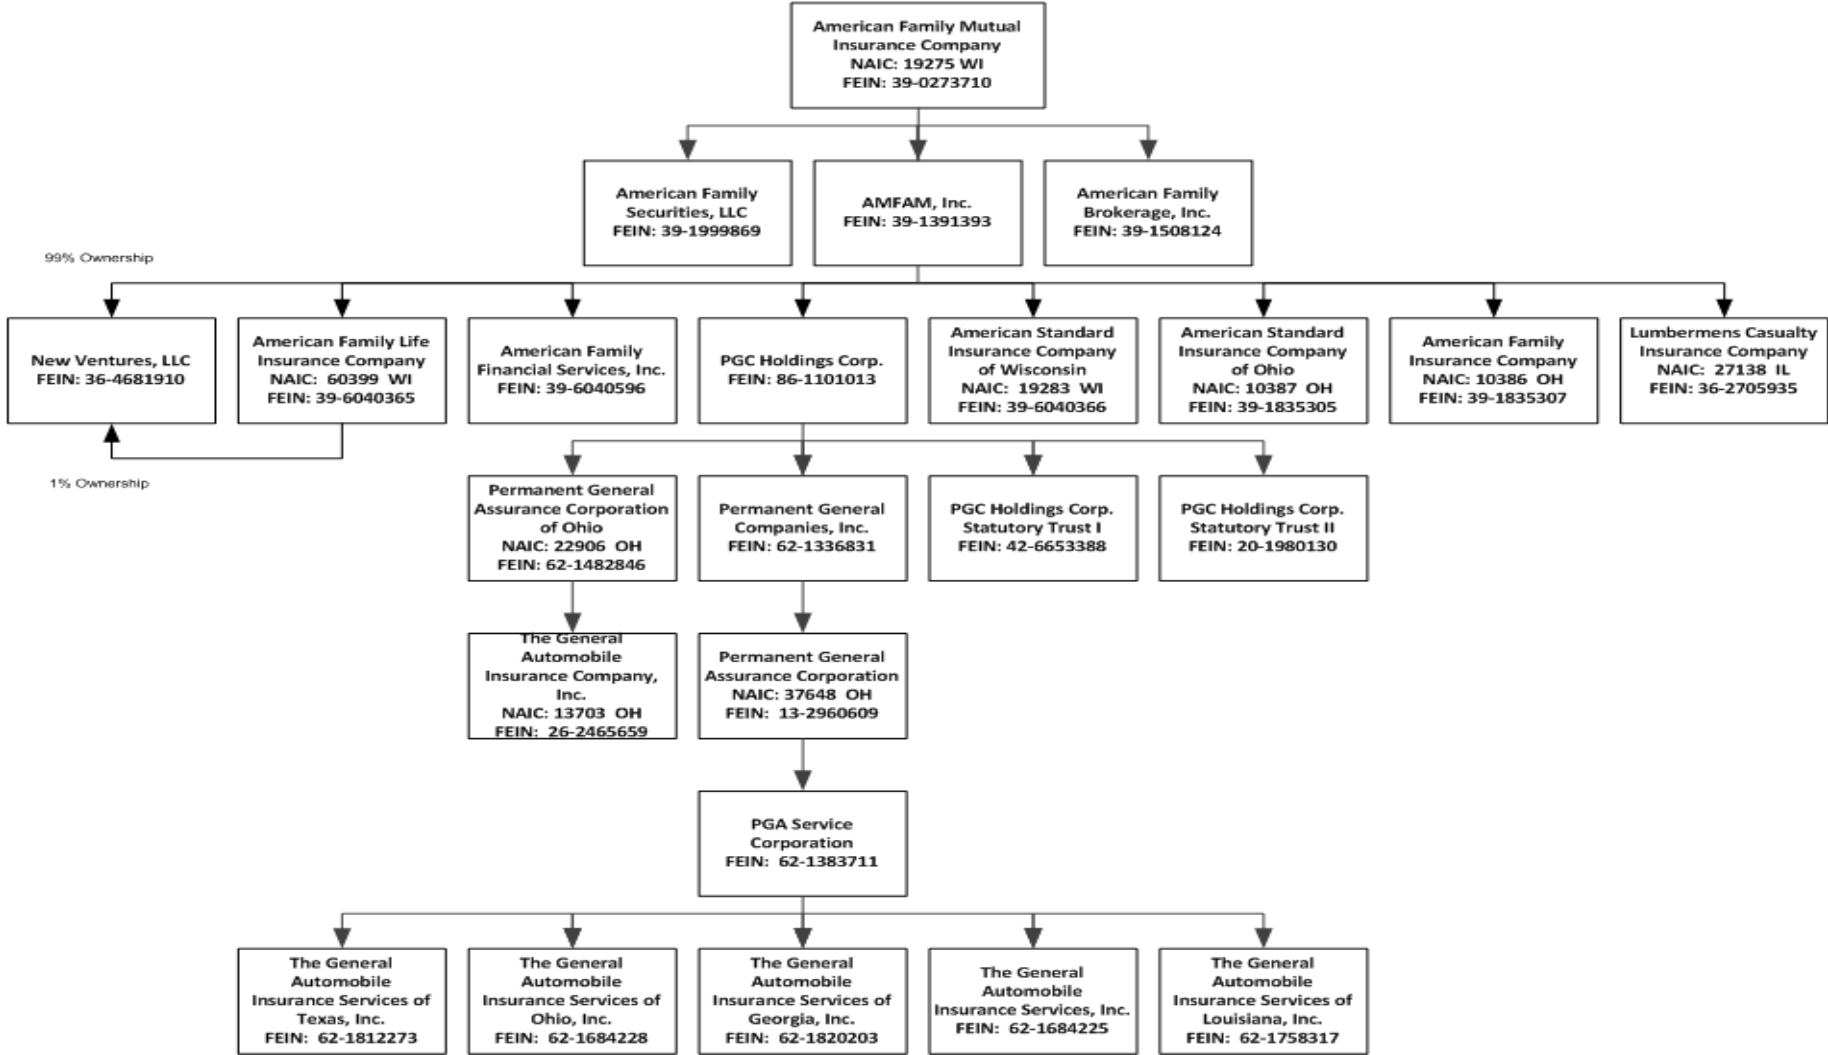 American Family Mutual
Insurance Company
NAIC: 19275 WI
FEIN: 39-0273710
American Family
Securities, LLC
FEIN: 39-1999869
AMFAM, Inc.
FEIN: 39-1391393
American Family
Brokerage, Inc.
FEIN: 39-1508124
99% Ownership
New Ventures, LLC
FEIN: 36-4681910
American Family Life
Insurance Company
NAIC: 60399 WI
FEIN: 39-6040365
American Family
Financial Services, Inc.
FEIN: 39-6040596
PGC Holdings Corp.
FEIN: 86-1101013
American Standard
Insurance Company
of Wisconsin
NAIC: 19283 WI
FEIN: 39-6040366
American Standard
Insurance Company
of Ohio
NAIC: 10387 OH
FEIN: 39-1835305
American Family
Insurance Company
NAIC: 10386 OH
FEIN: 39-1835307
Lumbermens Casualty
Insurance Company
NAIC: 27138 IL
FEIN: 36-2705935
1% Ownership
Permanent General
Assurance Corporation
of Ohio
NAIC: 22906 OH
FEIN: 62-1482846
Permanent General
Companies, Inc.
FEIN: 62-1336831
PGC Holdings Corp.
Statutory Trust I
FEIN: 42-6653388
PGC Holdings Corp.
Statutory Trust II
FEIN: 20-1980130
The General
Automobile
Insurance Company,
Inc.
NAIC: 13703 OH
FEIN: 26-2465659
Permanent General
Assurance Corporation
NAIC: 37648 OH
FEIN: 13-2960609
PGA Service
Corporation
FEIN: 62-1383711
The General
Automobile
Insurance Services of
Texas, Inc.
FEIN: 62-1812273
The General
Automobile
Insurance Services of
Ohio, Inc.
FEIN: 62-1684228
The General
Automobile
Insurance Services of
Georgia, Inc.
FEIN: 62-1820203
The General
Automobile
Insurance Services, Inc.
FEIN: 62-1684225
The General
Automobile
Insurance Services of
Louisiana, Inc.
FEIN: 62-1758317